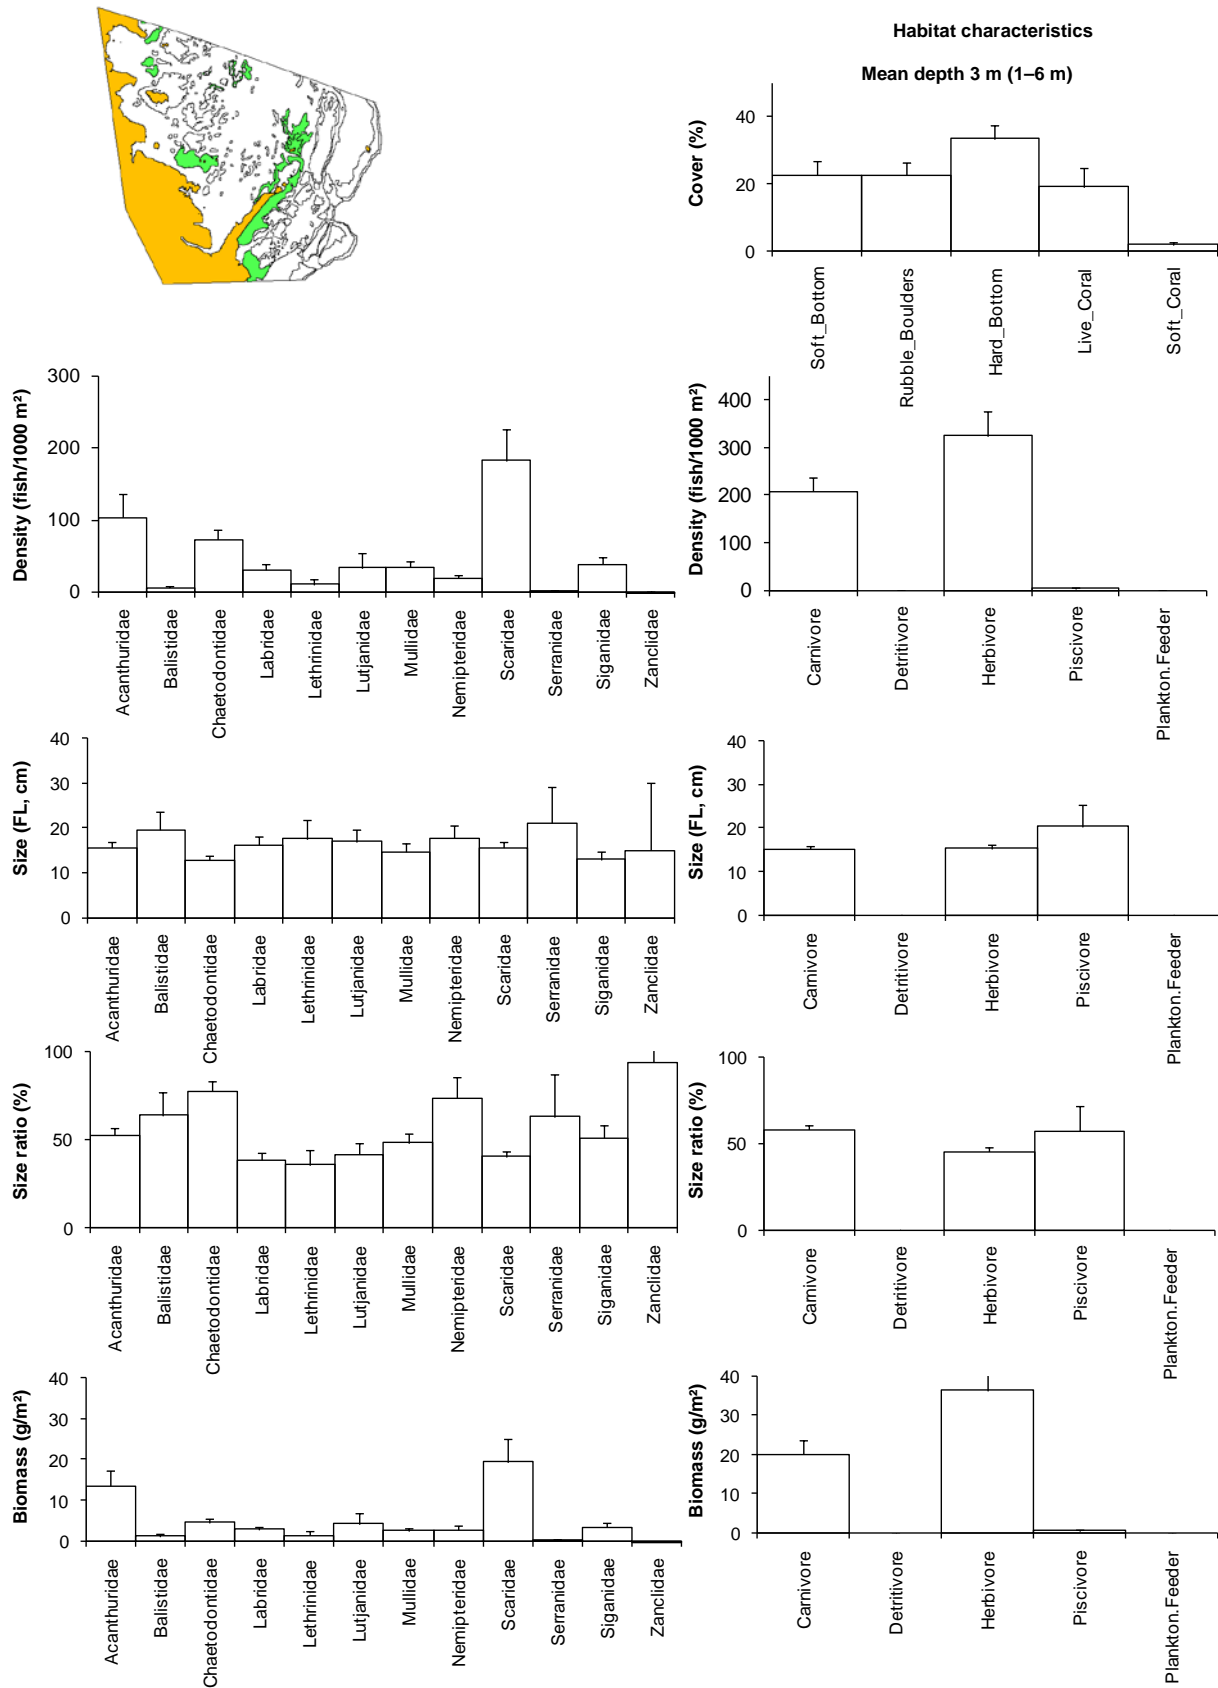 Habitat characteristics
Mean depth 3 m (1–6 m)
Cover (%)
40
20
0
Soft_Bottom
Rubble_Boulders
Hard_Bottom
Live_Coral
Soft_Coral
Density (fish/1000 m²)
300
200
100
0
Acanthuridae
Balistidae
Chaetodontidae
Labridae
Lethrinidae
Lutjanidae
Mullidae
Nemipteridae
Scaridae
Serranidae
Siganidae
Zanclidae
Density (fish/1000 m²)
400
300
200
100
0
Carnivore
Detritivore
Herbivore
Piscivore
Plankton.Feeder
Size (FL, cm)
40
30
20
10
0
Acanthuridae
Balistidae
Chaetodontidae
Labridae
Lethrinidae
Lutjanidae
Mullidae
Nemipteridae
Scaridae
Serranidae
Siganidae
Zanclidae
Size (FL, cm)
40
30
20
10
0
Carnivore
Detritivore
Herbivore
Piscivore
Plankton.Feeder
Size ratio (%)
100
50
0
Acanthuridae
Balistidae
Chaetodontidae
Labridae
Lethrinidae
Lutjanidae
Mullidae
Nemipteridae
Scaridae
Serranidae
Siganidae
Zanclidae
Size ratio (%)
100
50
0
Carnivore
Detritivore
Herbivore
Piscivore
Plankton.Feeder
Biomass (g/m²)
40
30
20
10
0
Acanthuridae
Balistidae
Chaetodontidae
Labridae
Lethrinidae
Lutjanidae
Mullidae
Nemipteridae
Scaridae
Serranidae
Siganidae
Zanclidae
Biomass (g/m²)
40
30
20
10
0
Carnivore
Detritivore
Herbivore
Piscivore
Plankton.Feeder